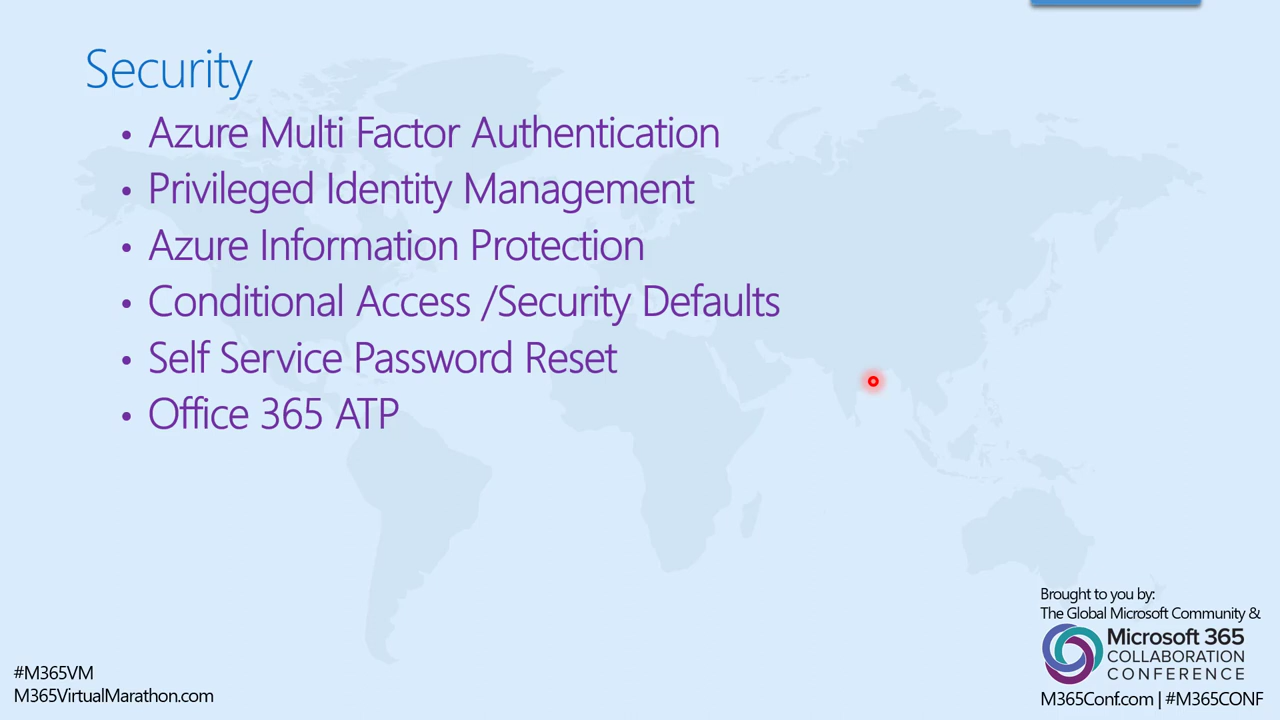 Security
• Azure Multi Factor Authentication
• Privileged Identity Management
• Azure Information Protection
• Conditional Access /Security Defaults
• Self Service Password Reset
• Office 365 ATP
Brought to you by:
The Global Microsoft Community &
Microsoft 365
COLLABORATION
CONFERENCE
M365Conf.com | #M365CONF
#M365VM
M365VirtualMarathon.com